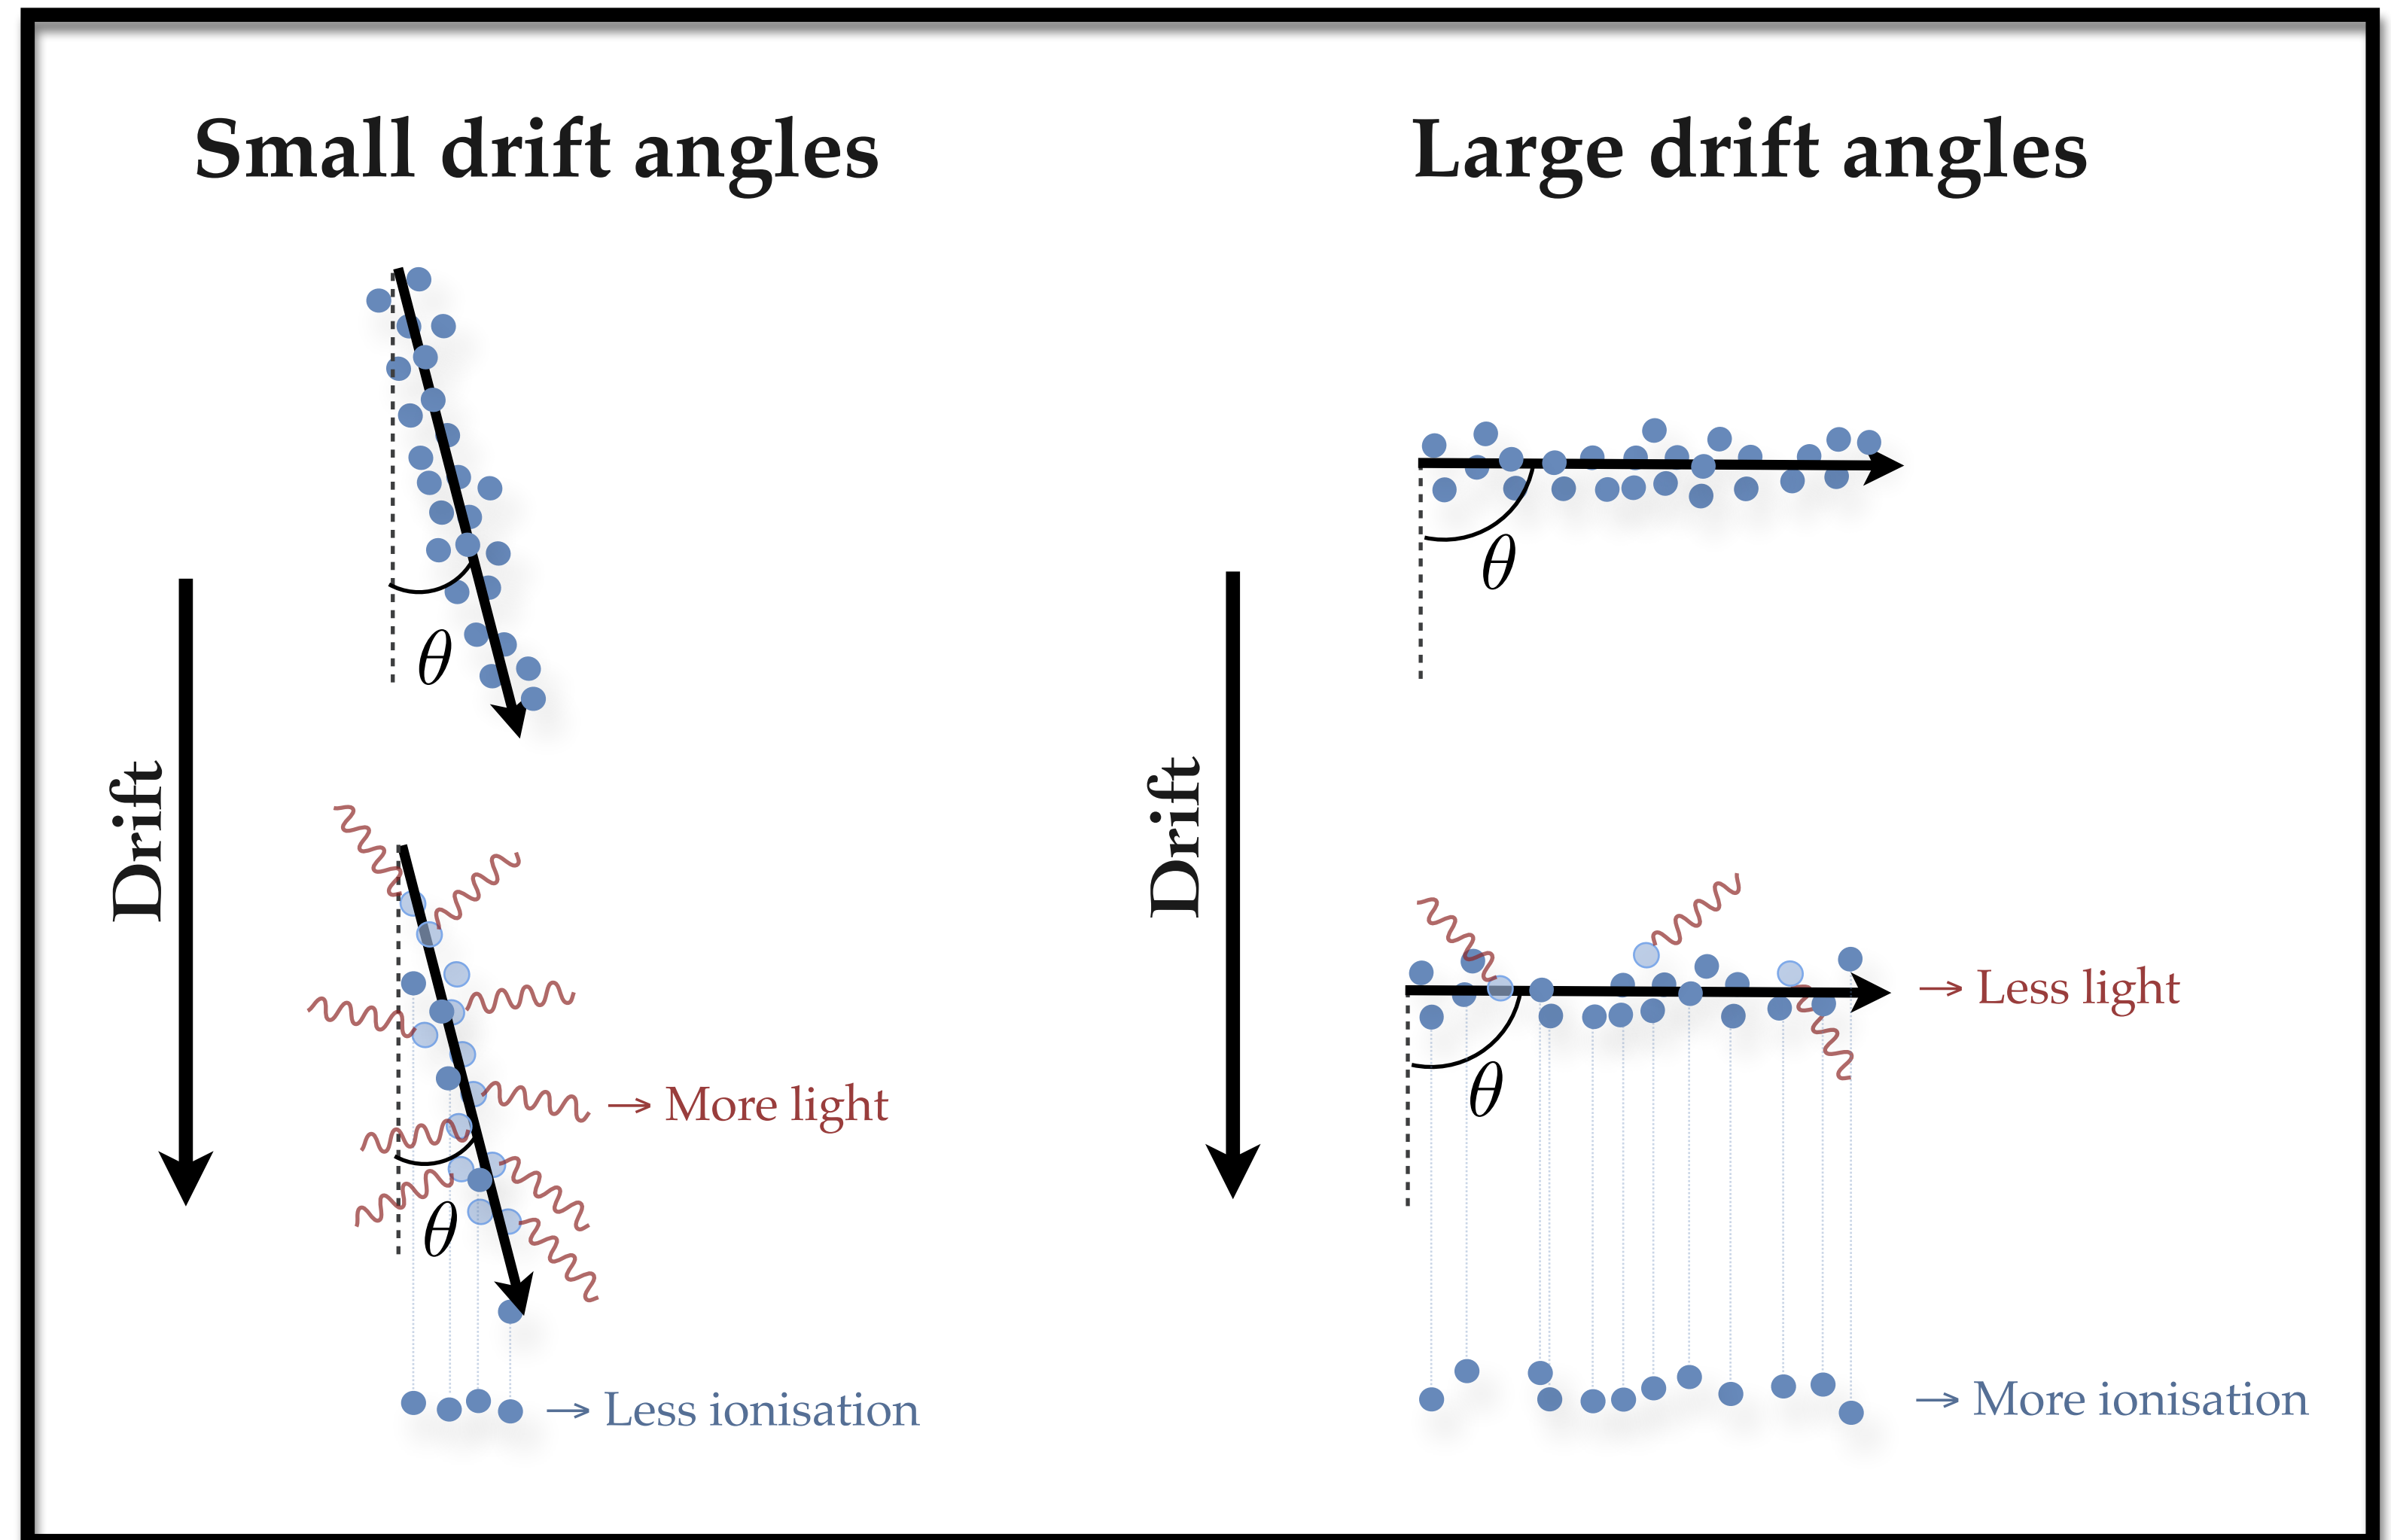 Small drift angles
Large drift angles
θ
θ
Drift
Drift
→ Less light
θ
→ More light
θ
→ Less ionisation
→ More ionisation